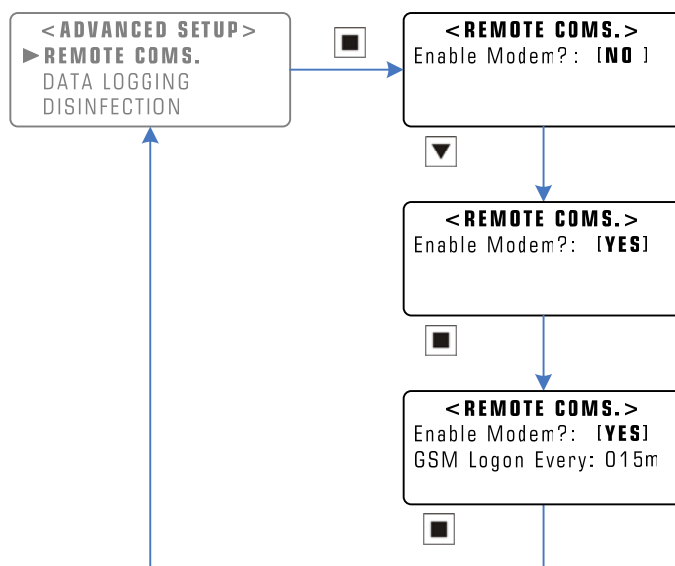 <ADVANCED SETUP>
REMOTE COMS.
DATA LOGGING
DISINFECTION
<REMOTE COMS.>
Enable Modem?: [NO ]
<REMOTE COMS.>
Enable Modem?: [YES]
<REMOTE COMS.>
Enable Modem?: [YES]
GSM Logon Every: 015m